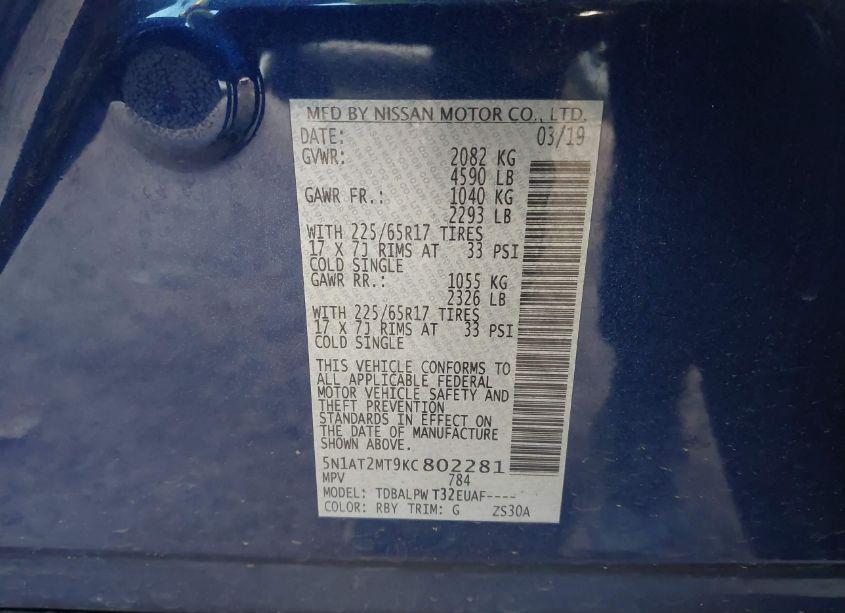 MFD BY NISSAN MOTOR CO., LTD.
DATE: 03/19
GVWR: 2082 KG
4590 LB
GAWR FR.: 1040 KG
2293 LB
WITH 225/65R17 TIRES
17 X 7J RIMS AT 33 PSI
COLD SINGLE
GAWR RR.: 1055 KG
2326 LB
WITH 225/65R17 TIRES
17 X 7J RIMS AT 33 PSI
COLD SINGLE
THIS VEHICLE CONFORMS TO
ALL APPLICABLE FEDERAL
MOTOR VEHICLE SAFETY AND
THEFT PREVENTION
STANDARDS IN EFFECT ON
THE DATE OF MANUFACTURE
SHOWN ABOVE.
5N1AT2MT9KC802281
MPV 784
MODEL: TDBALPW T32EUAF----
COLOR: RBY TRIM: G ZS30A